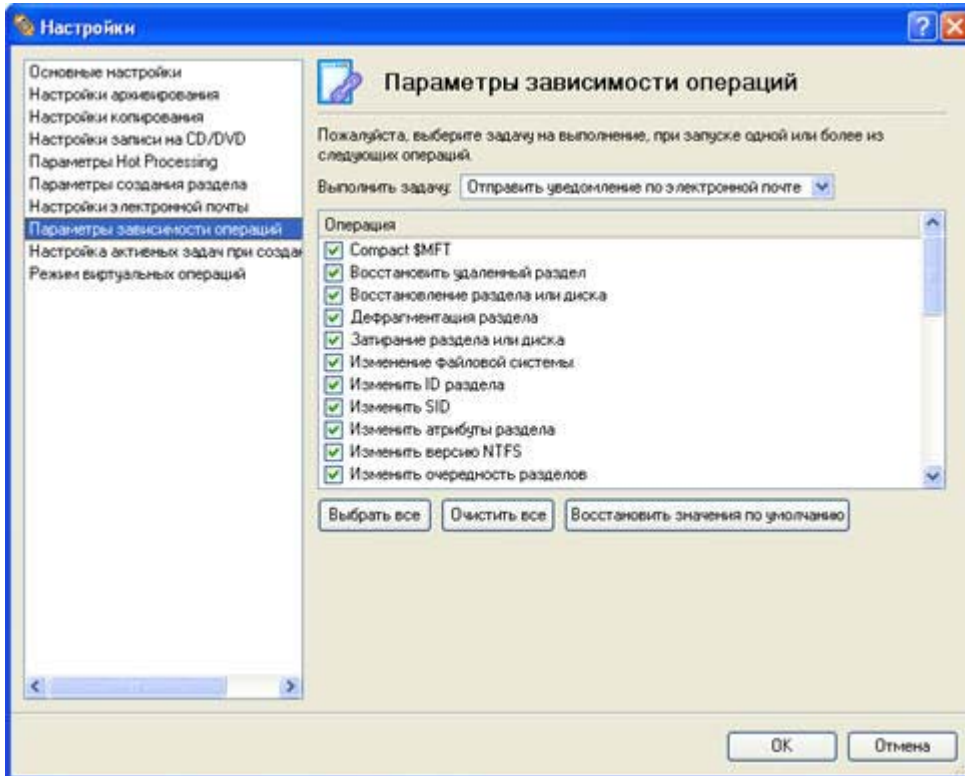 Настройки
Основные настройки
Настройки архивирования
Настройки копирования
Настройки записи на CD/DVD
Параметры Hot Processing
Параметры создания раздела
Настройки электронной почты
Параметры зависимости операций
Настройка активных задач при создан
Режим виртуальных операций
Параметры зависимости операций
Пожалуйста, выберите задачу на выполнение, при запуске одной или более из
следующих операций.
Выполнить задачу: Отправить уведомление по электронной почте
Операция
Compact $MFT
Восстановить удаленный раздел
Восстановление раздела или диска
Дефрагментация раздела
Затирание раздела или диска
Изменение файловой системы
Изменить ID раздела
Изменить SID
Изменить атрибуты раздела
Изменить версию NTFS
Изменить очередность разделов
Выбрать все Очистить все Восстановить значения по умолчанию
OK Отмена